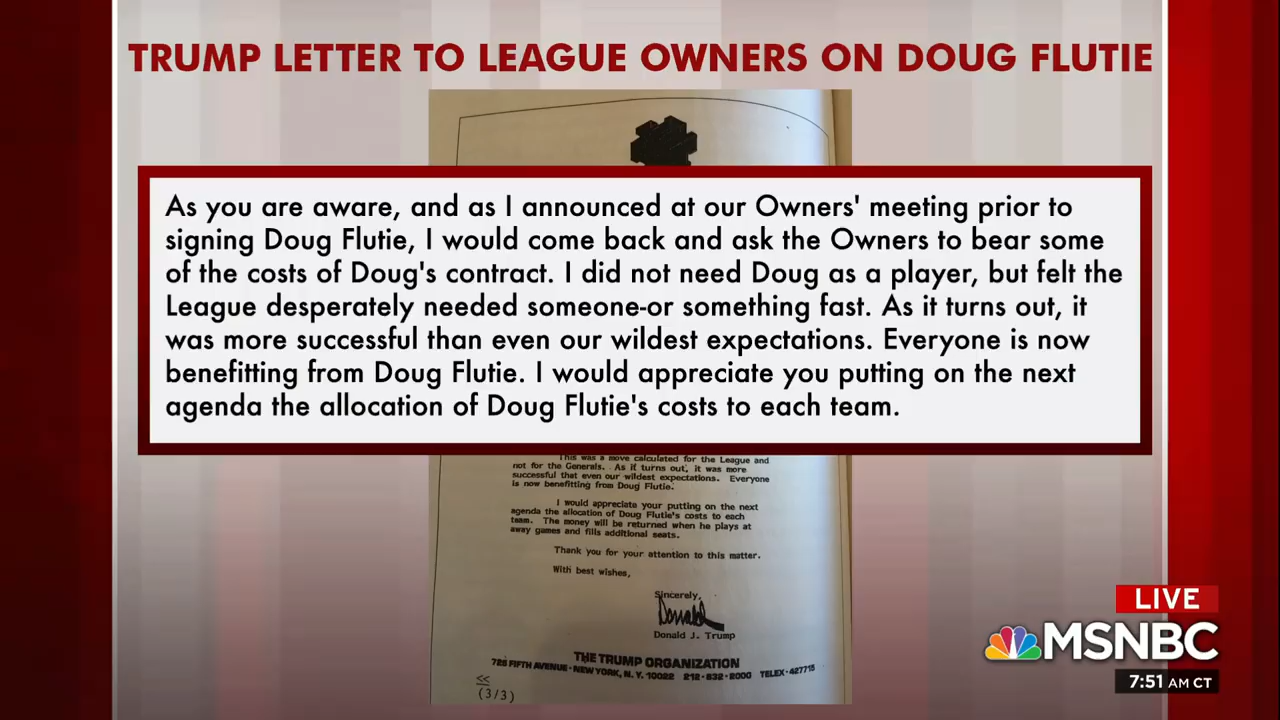 TRUMP LETTER TO LEAGUE OWNERS ON DOUG FLUTIE
As you are aware, and as I announced at our Owners' meeting prior to
signing Doug Flutie, I would come back and ask the Owners to bear some
of the costs of Doug's contract. I did not need Doug as a player, but felt the
League desperately needed someone-or something fast. As it turns out, it
was more successful than even our wildest expectations. Everyone is now
benefitting from Doug Flutie. I would appreciate you putting on the next
agenda the allocation of Doug Flutie's costs to each team.
This was a move calculated for the League and
not for the Generals. As it turns out, it was more
successful that even our wildest expectations. Everyone
is now benefitting from Doug Flutie.
I would appreciate your putting on the next
agenda the allocation of Doug Flutie's costs to each
team. The money will be returned when he plays at
away games and fills additional seats.
Thank you for your attention to this matter.
With best wishes,
Sincerely,
Donald
Donald J. Trump
THE TRUMP ORGANIZATION
725 FIFTH AVENUE • NEW YORK, N.Y. 10022 212 • 832 • 2000 TELEX • 427715
<<
(3/3)
LIVE
MSNBC
7:51 AM CT